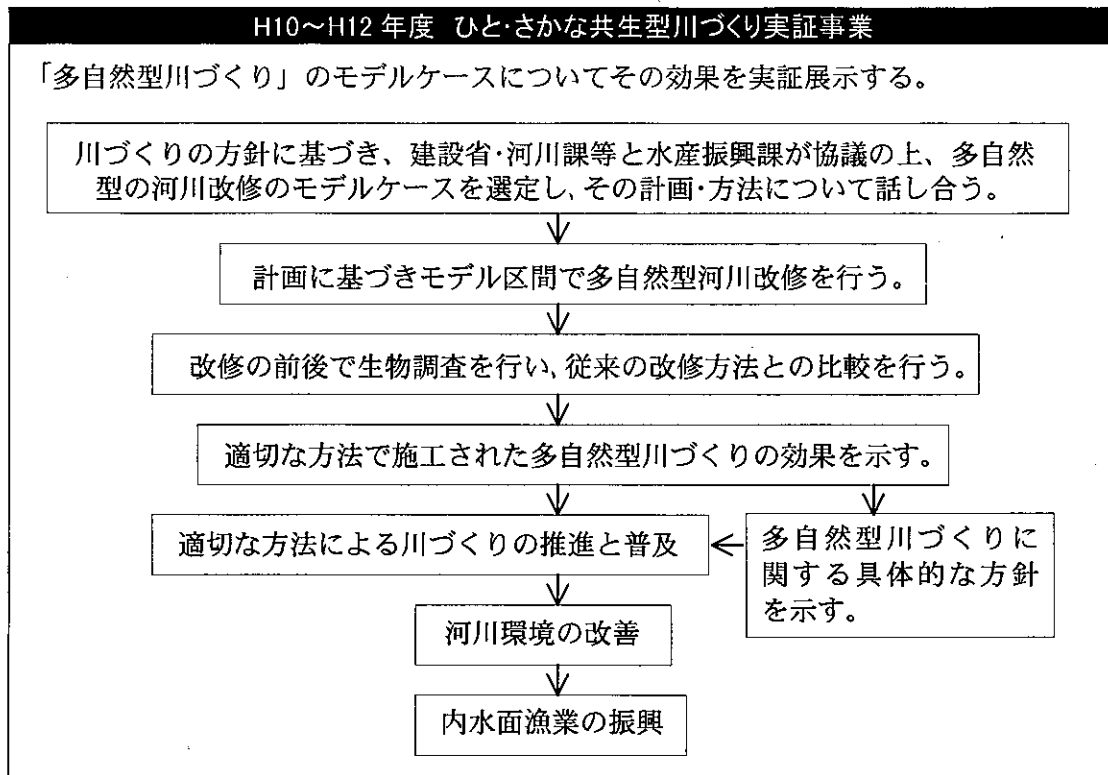 H10～H12 年度 ひと･さかな共生型川づくり実証事業
「多自然型川づくり」のモデルケースについてその効果を実証展示する。
川づくりの方針に基づき、建設省･河川課等と水産振興課が協議の上、多自然
型の河川改修のモデルケースを選定し、その計画･方法について話し合う。
計画に基づきモデル区間で多自然型河川改修を行う。
改修の前後で生物調査を行い、従来の改修方法との比較を行う。
適切な方法で施工された多自然型川づくりの効果を示す。
適切な方法による川づくりの推進と普及
多自然型川づくりに
関する具体的な方針
を示す。
河川環境の改善
内水面漁業の振興